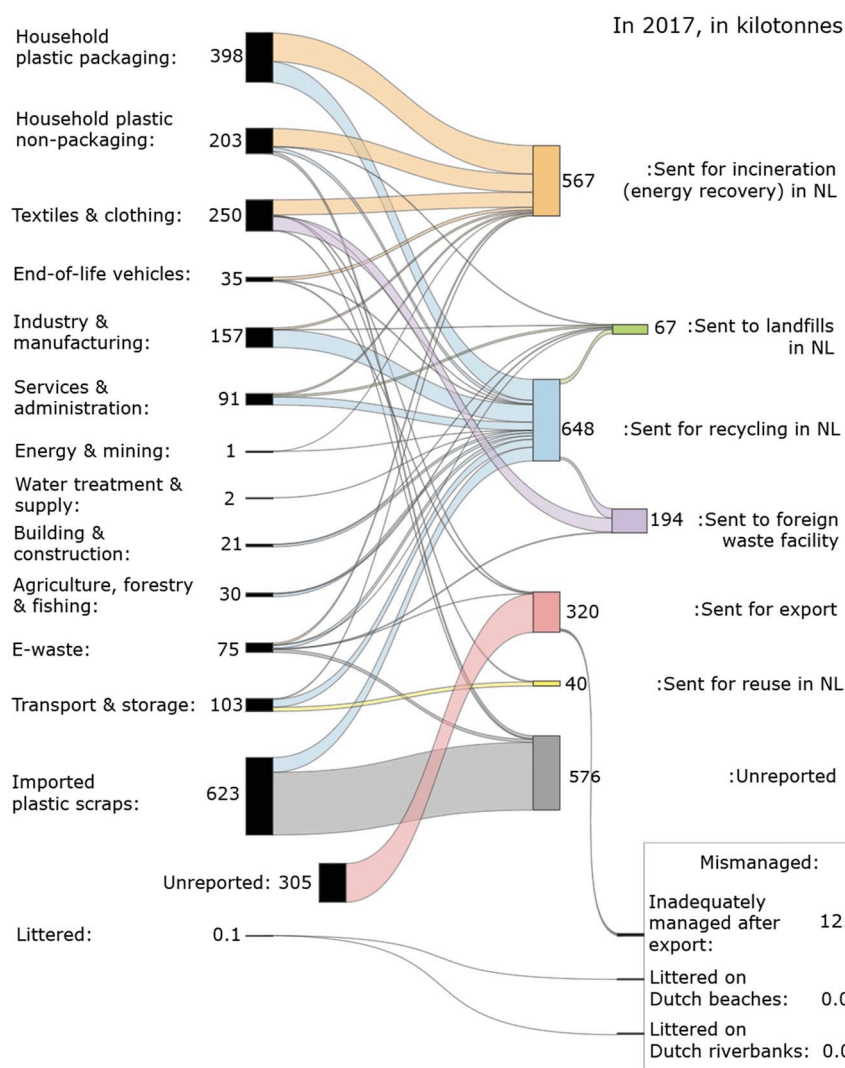 In 2017, in kilotonnes
Household
plastic packaging: 398
Household plastic
non-packaging: 203
Textiles & clothing: 250
End-of-life vehicles: 35
Industry &
manufacturing: 157
Services &
administration: 91
Energy & mining: 1
Water treatment &
supply: 2
Building &
construction: 21
Agriculture, forestry
& fishing: 30
E-waste: 75
Transport & storage: 103
Imported
plastic scraps: 623
Unreported: 305
Littered: 0.1
567 :Sent for incineration
(energy recovery) in NL
67 :Sent to landfills
in NL
648 :Sent for recycling in NL
194 :Sent to foreign
waste facility
320 :Sent for export
40 :Sent for reuse in NL
576 :Unreported
Mismanaged:
Inadequately
managed after 12.
export:
Littered on
Dutch beaches: 0.0
Littered on
Dutch riverbanks: 0.0